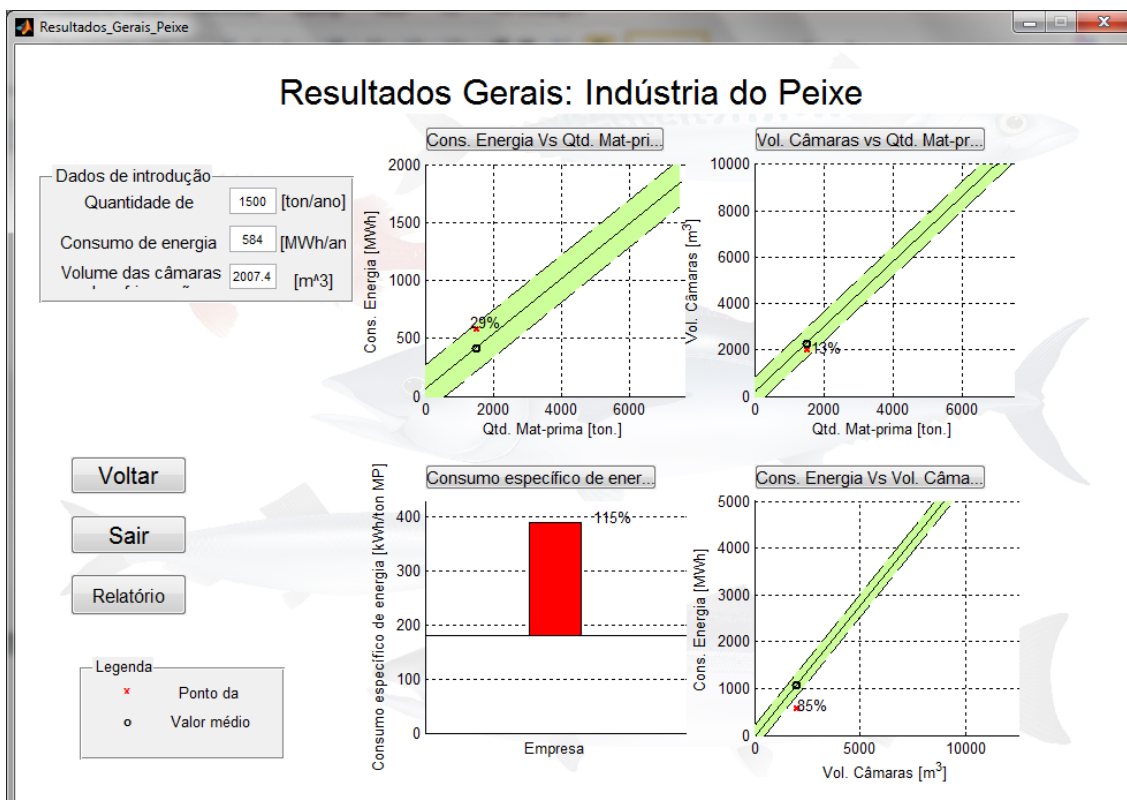 Resultados_Gerais_Peixe
Resultados Gerais: Indústria do Peixe
Dados de introdução
Quantidade de 1500 [ton/ano]
Consumo de energia 584 [MWh/an
Volume das câmaras 2007.4 [m^3]
Cons. Energia Vs Qtd. Mat-pri...
2000
1500
1000
500
0
29%
Cons. Energia [MWh]
0 2000 4000 6000
Qtd. Mat-prima [ton.]
Vol. Câmaras vs Qtd. Mat-pr...
10000
8000
6000
4000
2000
0
13%
Vol. Câmaras [m³]
0 2000 4000 6000
Qtd. Mat-prima [ton.]
Voltar
Sair
Relatório
Legenda
x Ponto da
o Valor médio
Consumo específico de ener...
400
300
200
100
0
115%
Consumo específico de energia [kWh/ton MP]
Empresa
Cons. Energia Vs Vol. Câma...
5000
4000
3000
2000
1000
0
85%
Cons. Energia [MWh]
0 5000 10000
Vol. Câmaras [m³]